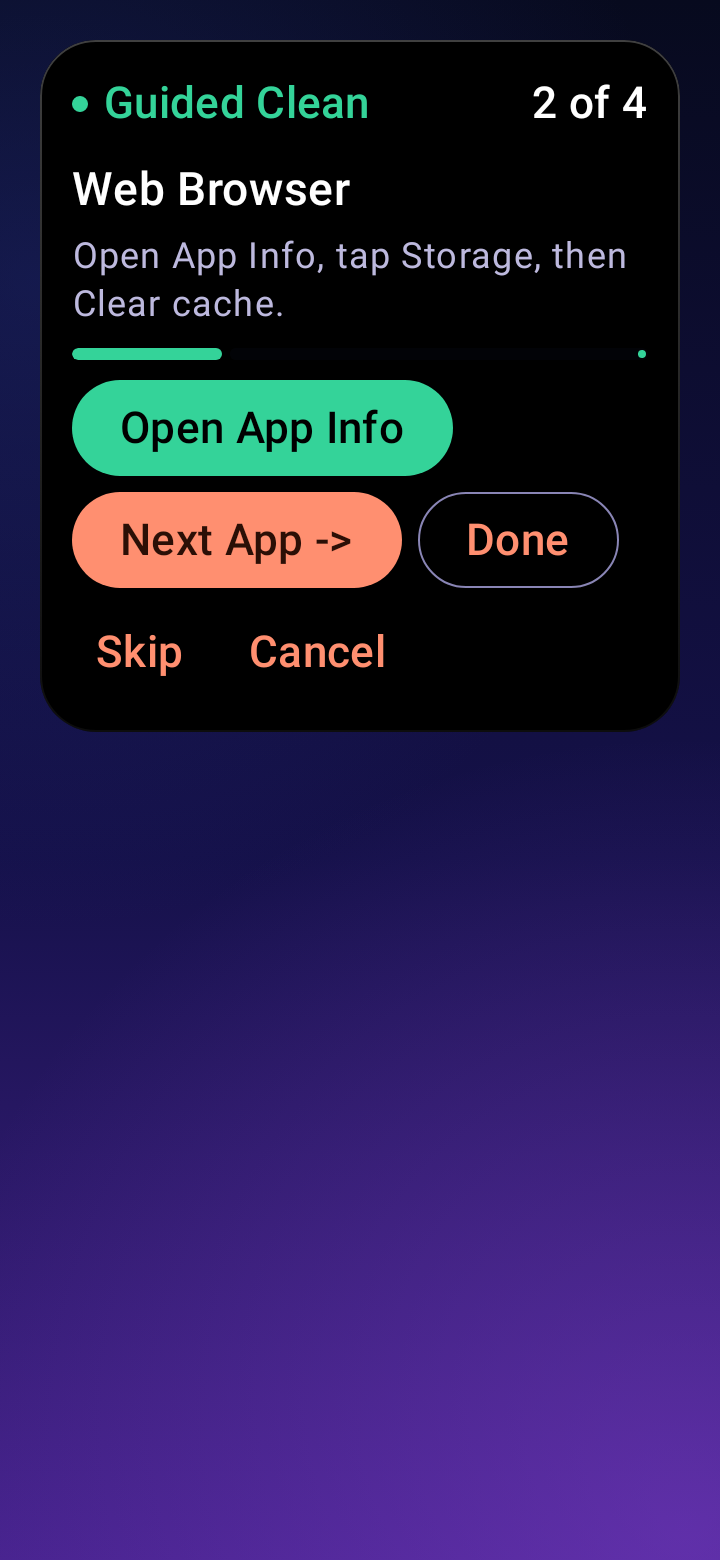 Guided Clean 2 of 4
Web Browser
Open App Info, tap Storage, then
Clear cache.
Open App Info
Next App -> Done
Skip Cancel